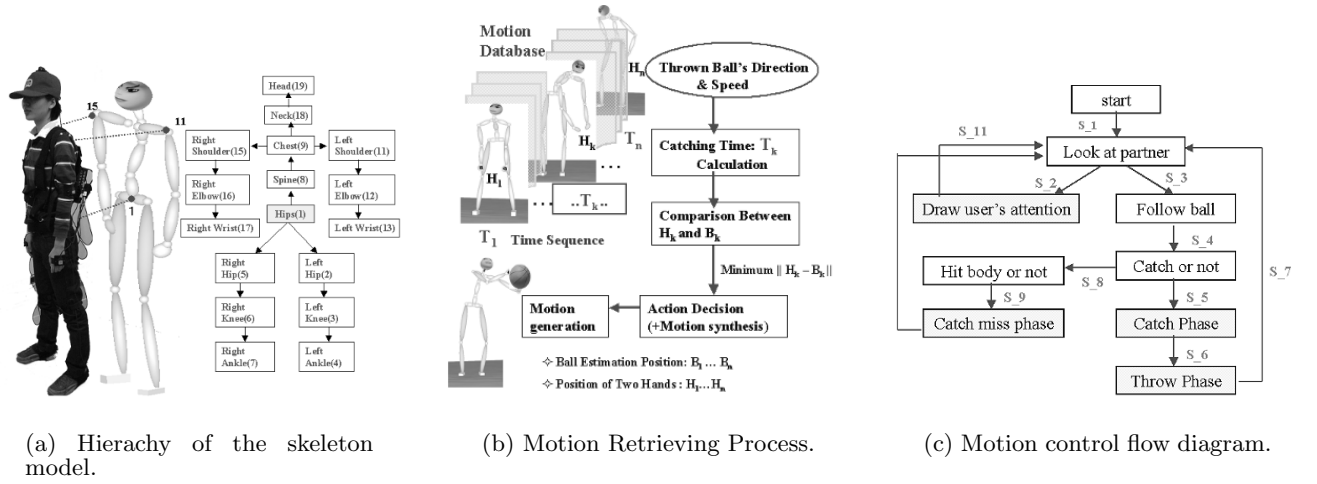 15
11
1
Head(19)
Neck(18)
Right
Shoulder(15)
Chest(9)
Left
Shoulder(11)
Right
Elbow(16)
Spine(8)
Left
Elbow(12)
Right Wrist(17)
Hips(1)
Left Wrist(13)
Right
Hip(5)
Left
Hip(2)
Right
Knee(6)
Left
Knee(3)
Right
Ankle(7)
Left
Ankle(4)
(a) Hierachy of the skeleton
model.
Motion
Database
Hn
Hk
Tn
H1
...
... ..Tk..
T1 Time Sequence
Thrown Ball's Direction
& Speed
Catching Time: Tk
Calculation
Comparison Between
Hk and Bk
Minimum || Hk – Bk||
Motion
generation
Action Decision
(+Motion synthesis)
✧ Ball Estimation Position: B1 ... Bn
✧ Position of Two Hands : H1...Hn
(b) Motion Retrieving Process.
start
S_11
S_1
Look at partner
S_2
S_3
Draw user's attention
Follow ball
S_4
Hit body or not
Catch or not
S_7
S_8
S_9
S_5
Catch miss phase
Catch Phase
S_6
Throw Phase
(c) Motion control flow diagram.